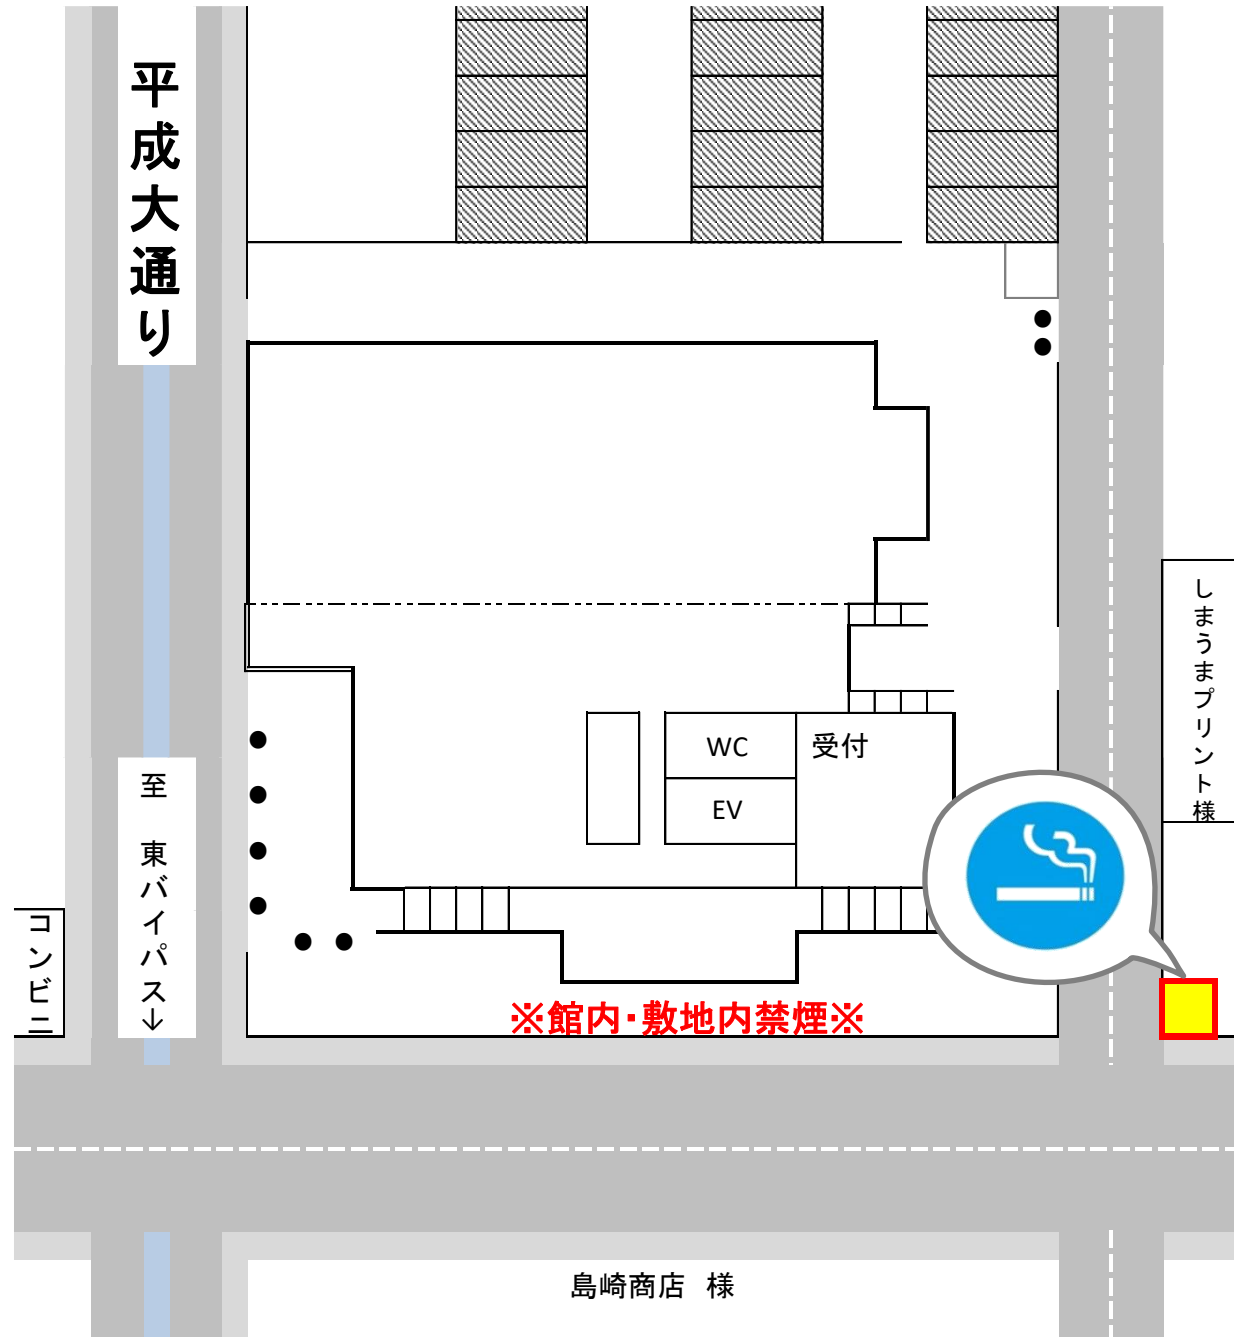 平成大通り
しまうまプリント様
WC
受付
至　東バイパス↓
EV
コンビニ
※館内・敷地内禁煙※
島崎商店　様